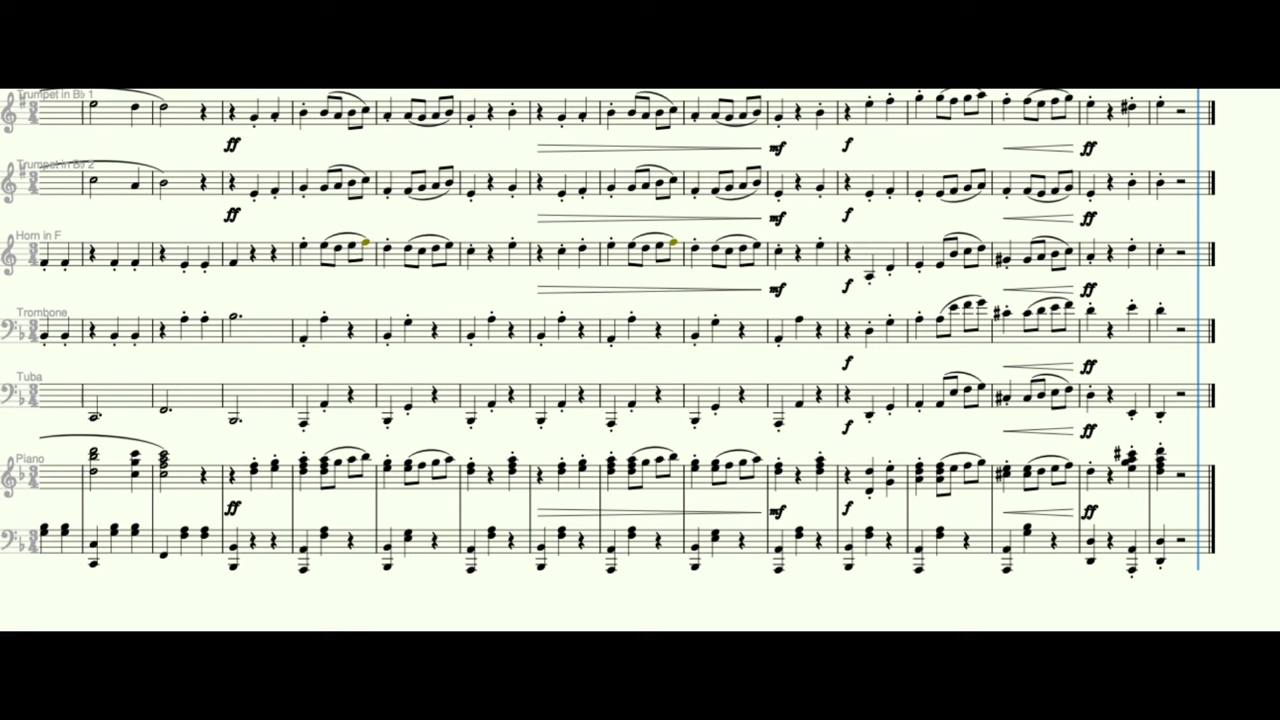 Trumpet in B♭ 1
ff mf f ff
Trumpet in B♭ 2
ff mf f ff
Horn in F
mf f ff
Trombone
f ff
Tuba
f ff
Piano
ff mf f ff